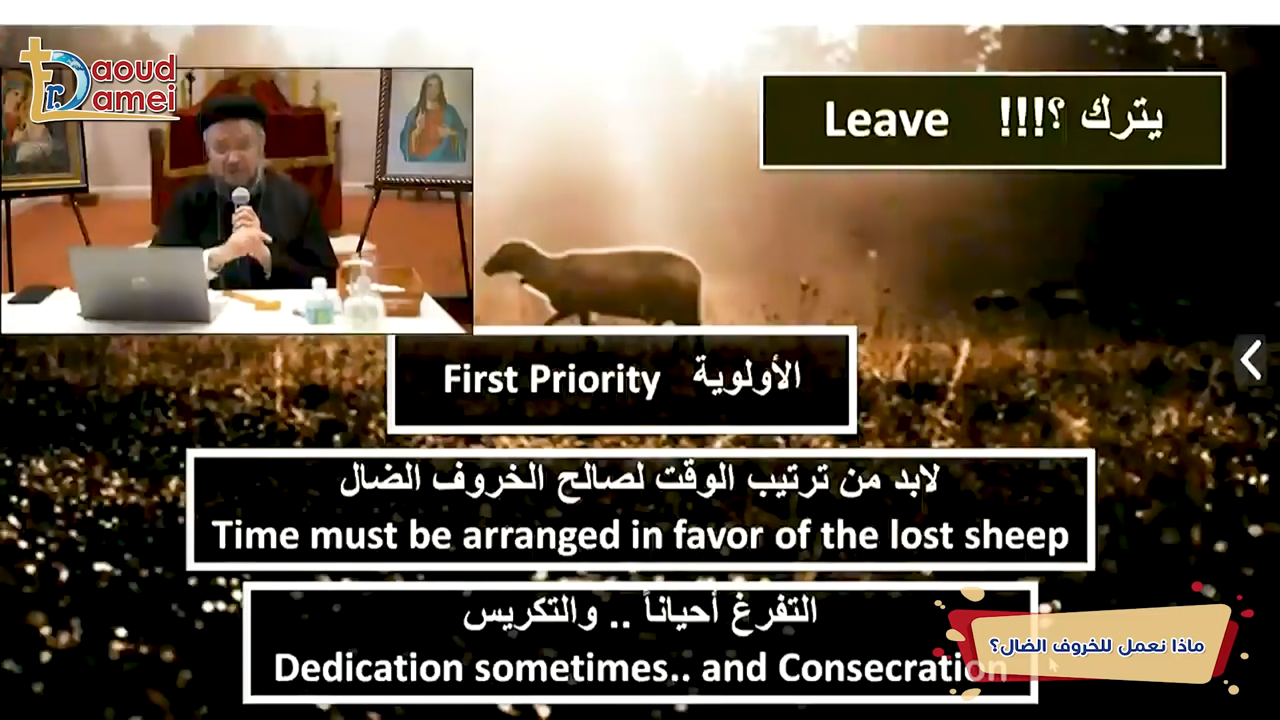 Fr. Daoud
Lamei
Leave يترك ؟!!!
First Priority الأولوية
لابد من ترتيب الوقت لصالح الخروف الضال
Time must be arranged in favor of the lost sheep
التفرغ أحياناً .. والتكريس
Dedication sometimes.. and Consecration
ماذا نعمل للخروف الضال؟